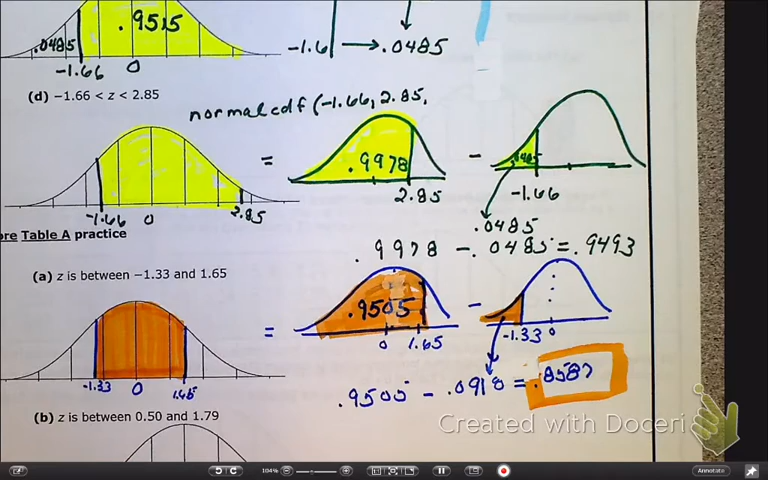 .9515
.0485
-1.66 0
-1.6 → .0485
(d) −1.66 < z < 2.85
normalcdf (-1.66, 2.85,
= .9978 - .0485
-1.66 0 2.85
2.85
-1.66
.0485
.9978 - .0485 = .9493
ore Table A practice
(a) z is between −1.33 and 1.65
= .9505 -
0 1.65
-1.33 0
-1.33 0 1.65
.9505 - .0918 = .8587
(b) z is between 0.50 and 1.79
Created with Doceri
104%
Annotate